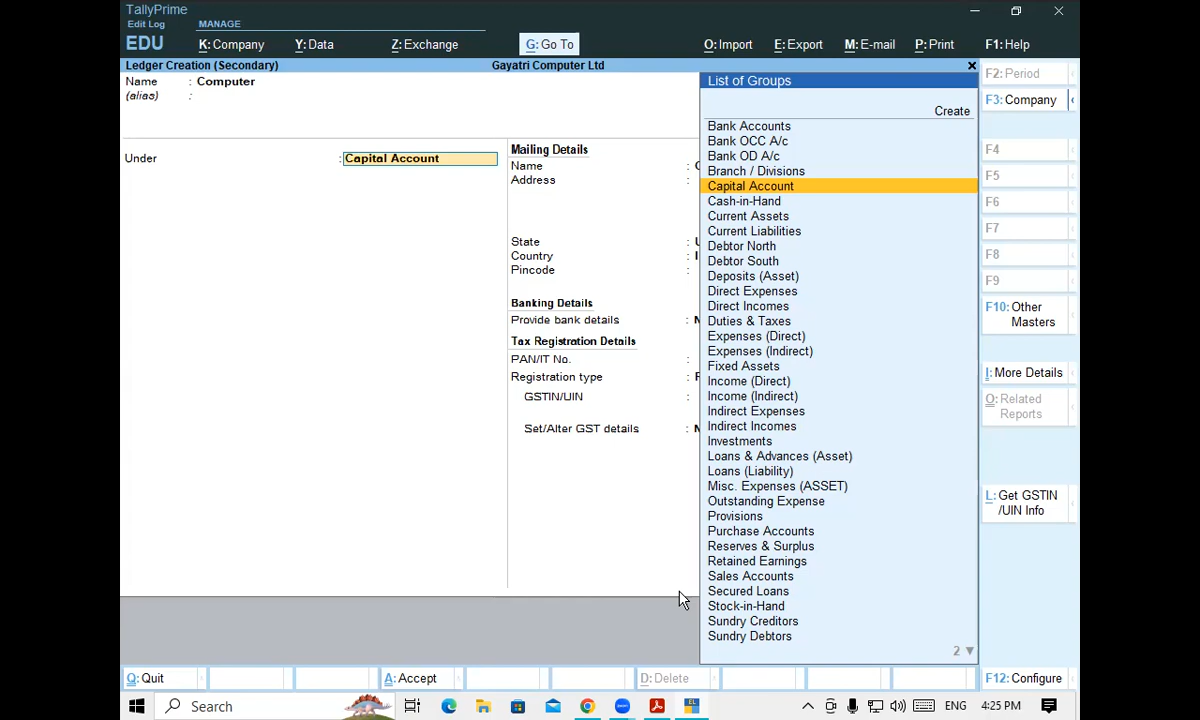 TallyPrime
Edit Log
MANAGE
EDU
K: Company
Y: Data
Z: Exchange
G: Go To
O: Import
E: Export
M: E-mail
P: Print
F1: Help
Ledger Creation (Secondary)
Gayatri Computer Ltd
Name : Computer
(alias) :
Under : Capital Account
Mailing Details
Name :
Address :
State :
Country :
Pincode :
Banking Details
Provide bank details :
Tax Registration Details
PAN/IT No. :
Registration type :
GSTIN/UIN :
Set/Alter GST details :
List of Groups
Create
Bank Accounts
Bank OCC A/c
Bank OD A/c
Branch / Divisions
Capital Account
Cash-in-Hand
Current Assets
Current Liabilities
Debtor North
Debtor South
Deposits (Asset)
Direct Expenses
Direct Incomes
Duties & Taxes
Expenses (Direct)
Expenses (Indirect)
Fixed Assets
Income (Direct)
Income (Indirect)
Indirect Expenses
Indirect Incomes
Investments
Loans & Advances (Asset)
Loans (Liability)
Misc. Expenses (ASSET)
Outstanding Expense
Provisions
Purchase Accounts
Reserves & Surplus
Retained Earnings
Sales Accounts
Secured Loans
Stock-in-Hand
Sundry Creditors
Sundry Debtors
2 ▼
F2: Period
F3: Company
F4
F5
F6
F7
F8
F9
F10: Other
Masters
I: More Details
O: Related
Reports
L: Get GSTIN
/UIN Info
Q: Quit
A: Accept
D: Delete
F12: Configure
Search
ENG
4:25 PM